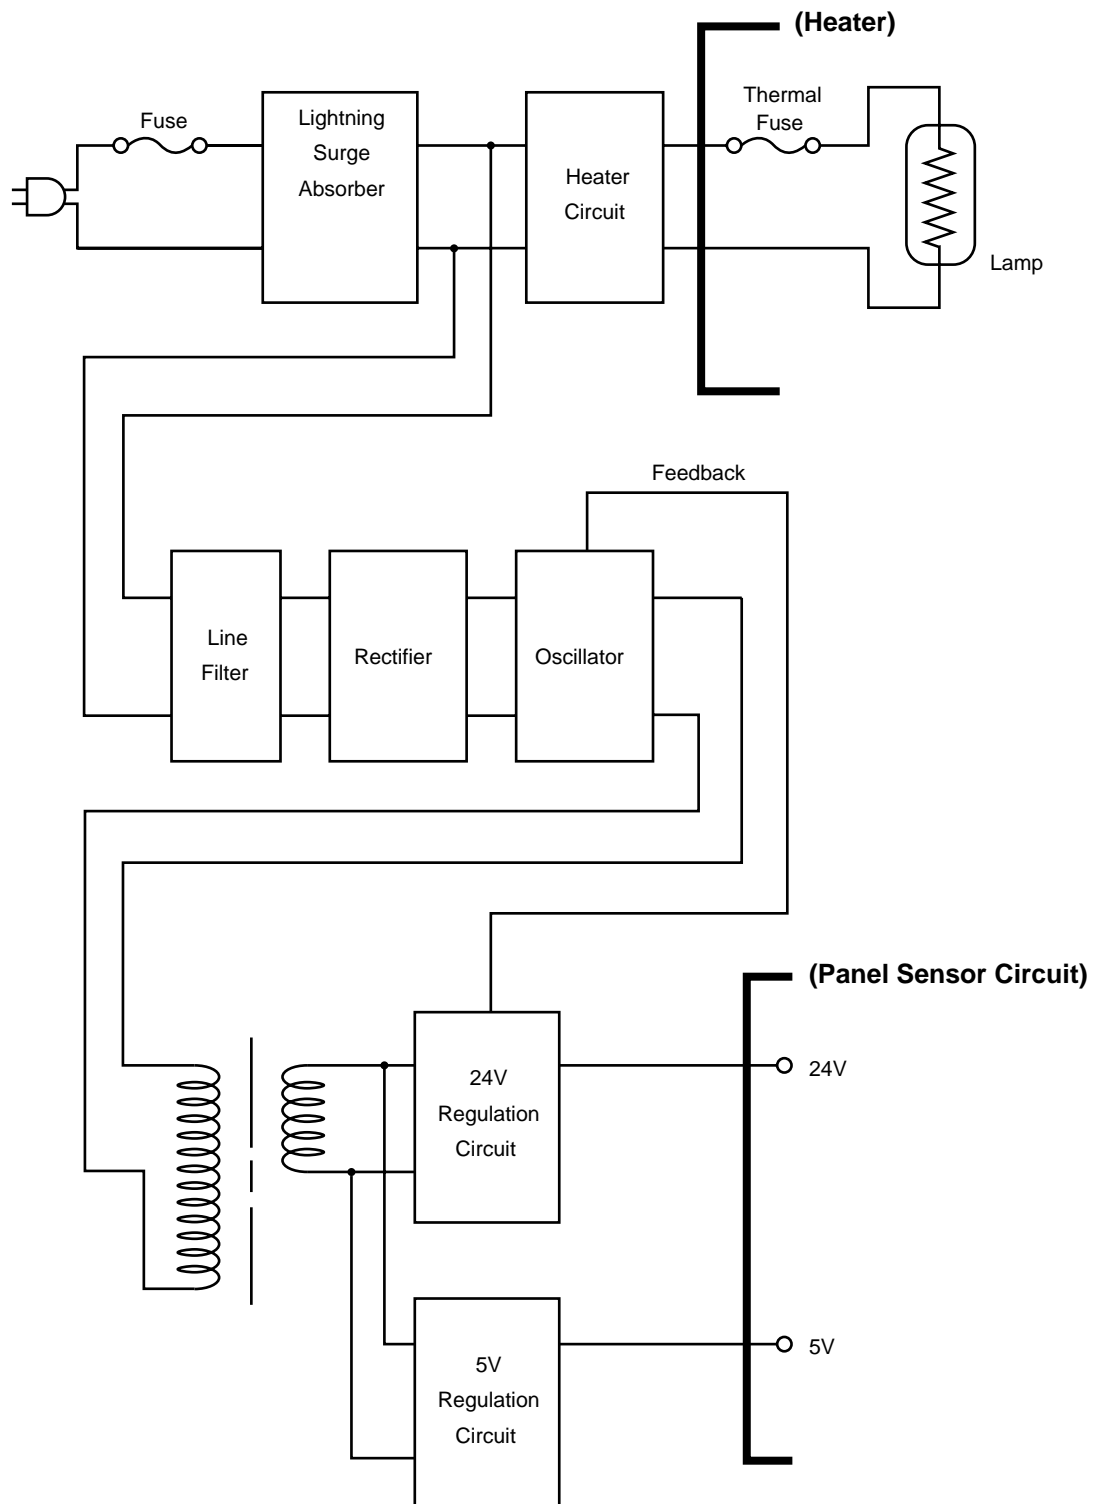 (Heater)
Fuse
Lightning
Surge
Absorber
Heater
Circuit
Thermal
Fuse
Lamp
Feedback
Line
Filter
Rectifier
Oscillator
(Panel Sensor Circuit)
24V
Regulation
Circuit
24V
5V
Regulation
Circuit
5V